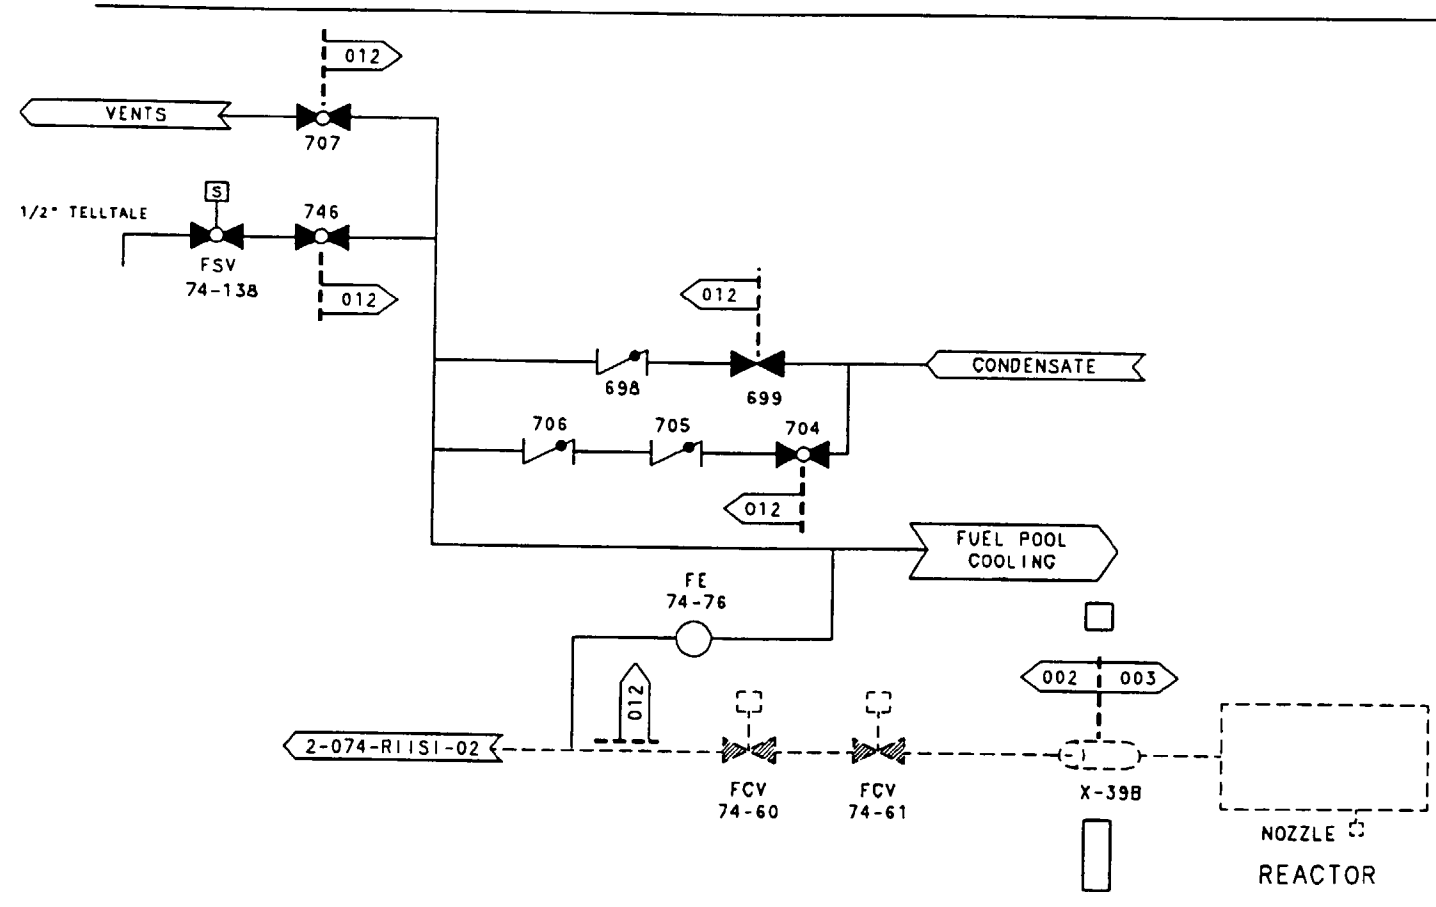 012
VENTS
707
S
1/2" TELLTALE
746
FSV
74-138
012
012
CONDENSATE
698
699
706
705
704
012
FUEL POOL
COOLING
FE
74-76
002
003
012
2-074-R11S1-02
FCV
74-60
FCV
74-61
X-39B
NOZZLE
REACTOR